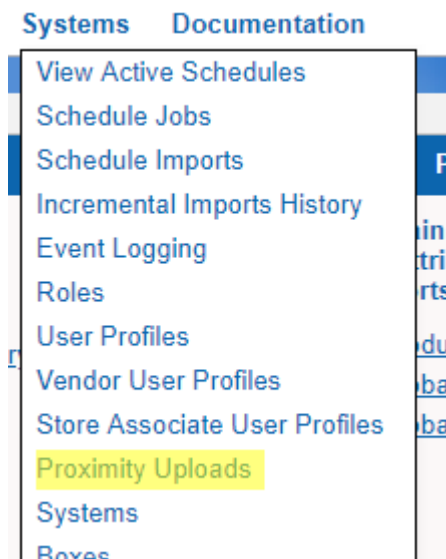 Systems Documentation
View Active Schedules
Schedule Jobs
Schedule Imports
Incremental Imports History
Event Logging
Roles
User Profiles
Vendor User Profiles
Store Associate User Profiles
Proximity Uploads
Systems
Boxes